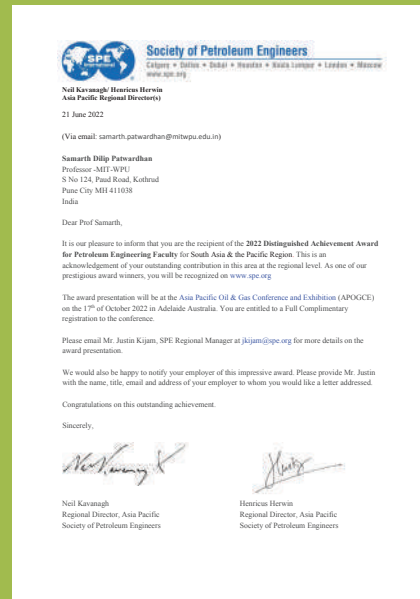 SPE
International
Society of Petroleum Engineers
Calgary • Dallas • Dubai • Houston • Kuala Lumpur • London • Moscow
www.spe.org
Neil Kavanagh/ Henricus Herwin
Asia Pacific Regional Director(s)
21 June 2022
(Via email: samarth.patwardhan@mitwpu.edu.in)
Samarth Dilip Patwardhan
Professor -MIT-WPU
S No 124, Paud Road, Kothrud
Pune City MH 411038
India
Dear Prof Samarth,
It is our pleasure to inform that you are the recipient of the 2022 Distinguished Achievement Award
for Petroleum Engineering Faculty for South Asia & the Pacific Region. This is an
acknowledgement of your outstanding contribution in this area at the regional level. As one of our
prestigious award winners, you will be recognized on www.spe.org
The award presentation will be at the Asia Pacific Oil & Gas Conference and Exhibition (APOGCE)
on the 17th of October 2022 in Adelaide Australia. You are entitled to a Full Complimentary
registration to the conference.
Please email Mr. Justin Kijam, SPE Regional Manager at jkijam@spe.org for more details on the
award presentation.
We would also be happy to notify your employer of this impressive award. Please provide Mr. Justin
with the name, title, email and address of your employer to whom you would like a letter addressed.
Congratulations on this outstanding achievement.
Sincerely,
Neil Kavanagh
Regional Director, Asia Pacific
Society of Petroleum Engineers
Henricus Herwin
Regional Director, Asia Pacific
Society of Petroleum Engineers